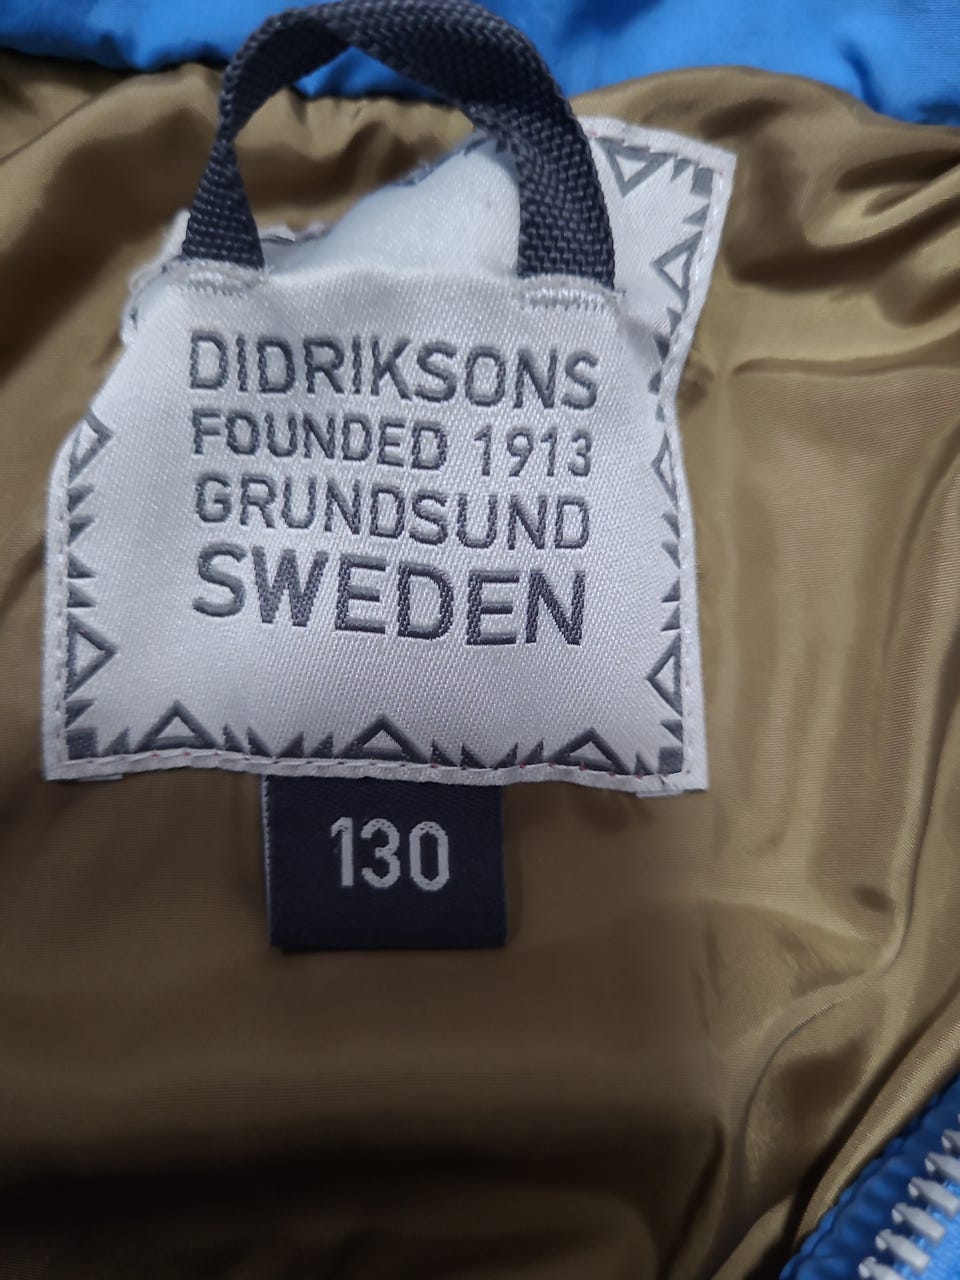 DIDRIKSONS
FOUNDED 1913
GRUNDSUND
SWEDEN
130